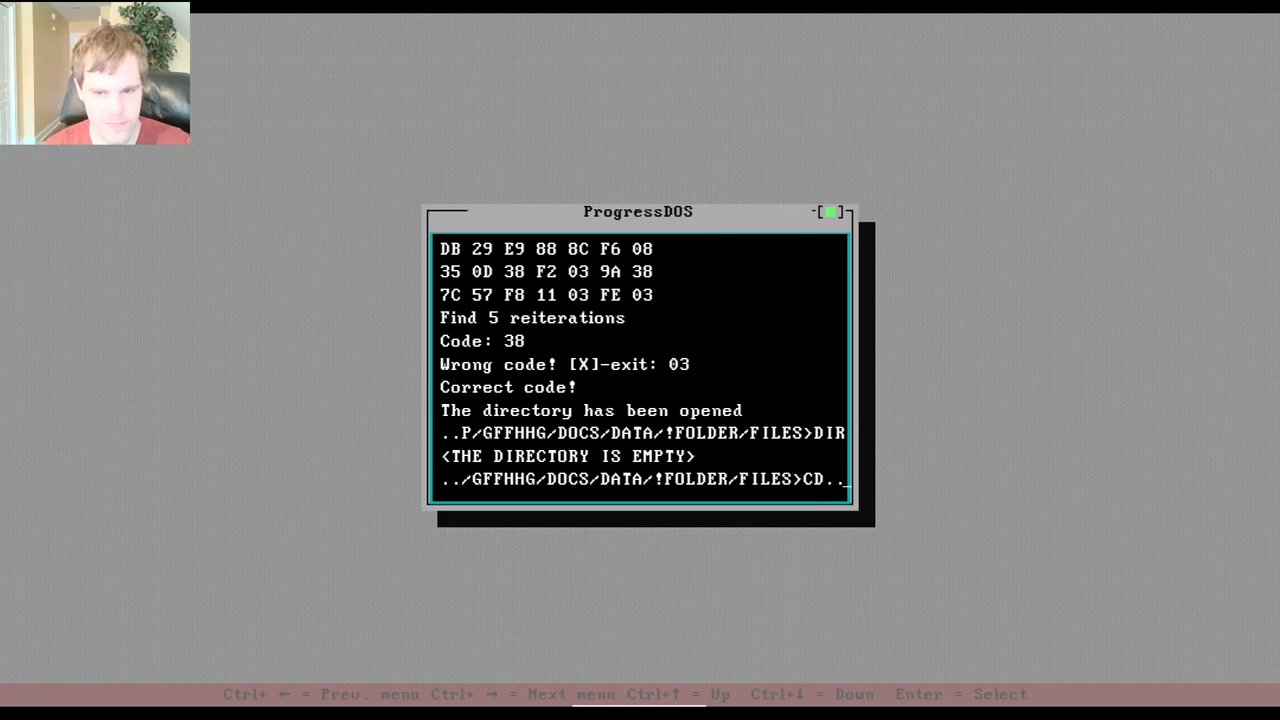 ProgressDOS
DB 29 E9 88 8C F6 08
35 0D 38 F2 03 9A 38
7C 57 F8 11 03 FE 03
Find 5 reiterations
Code: 38
Wrong code! [X]-exit: 03
Correct code!
The directory has been opened
..P/GFFHHG/DOCS/DATA/!FOLDER/FILES>DIR
<THE DIRECTORY IS EMPTY>
../GFFHHG/DOCS/DATA/!FOLDER/FILES>CD.._
Ctrl+ ← = Prev. menu Ctrl+ → = Next menu Ctrl+↑ = Up Ctrl+↓ = Down Enter = Select